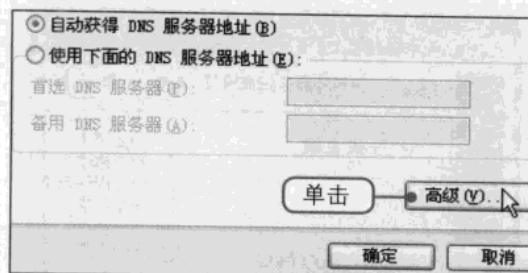 自动获得 DNS 服务器地址(B)
使用下面的 DNS 服务器地址(E):
首选 DNS 服务器(P):
备用 DNS 服务器(A):
单击
高级(V)...
确定
取消